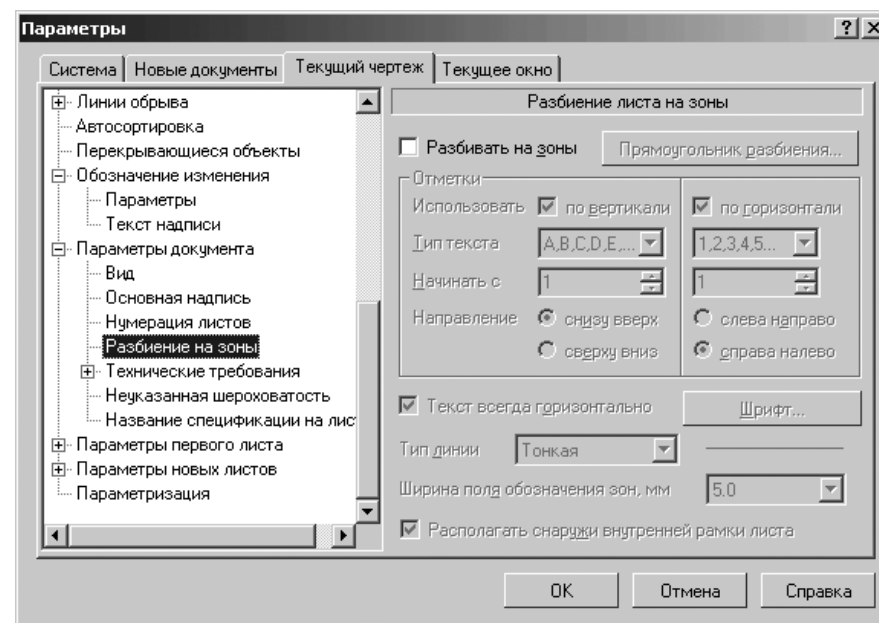 Параметры
Система Новые документы Текущий чертеж Текущее окно
Линии обрыва
Автосортировка
Перекрывающиеся объекты
Обозначение изменения
Параметры
Текст надписи
Параметры документа
Вид
Основная надпись
Нумерация листов
Разбиение на зоны
Технические требования
Неуказанная шероховатость
Название спецификации на лис
Параметры первого листа
Параметры новых листов
Параметризация
Разбиение листа на зоны
Разбивать на зоны Прямоугольник разбиения...
Отметки
Использовать по вертикали по горизонтали
Тип текста A,B,C,D,E,... 1,2,3,4,5...
Начинать с 1 1
Направление снизу вверх слева направо
сверху вниз справа налево
Текст всегда горизонтально Шрифт...
Тип линии Тонкая
Ширина поля обозначения зон, мм 5.0
Располагать снаружи внутренней рамки листа
OK Отмена Справка